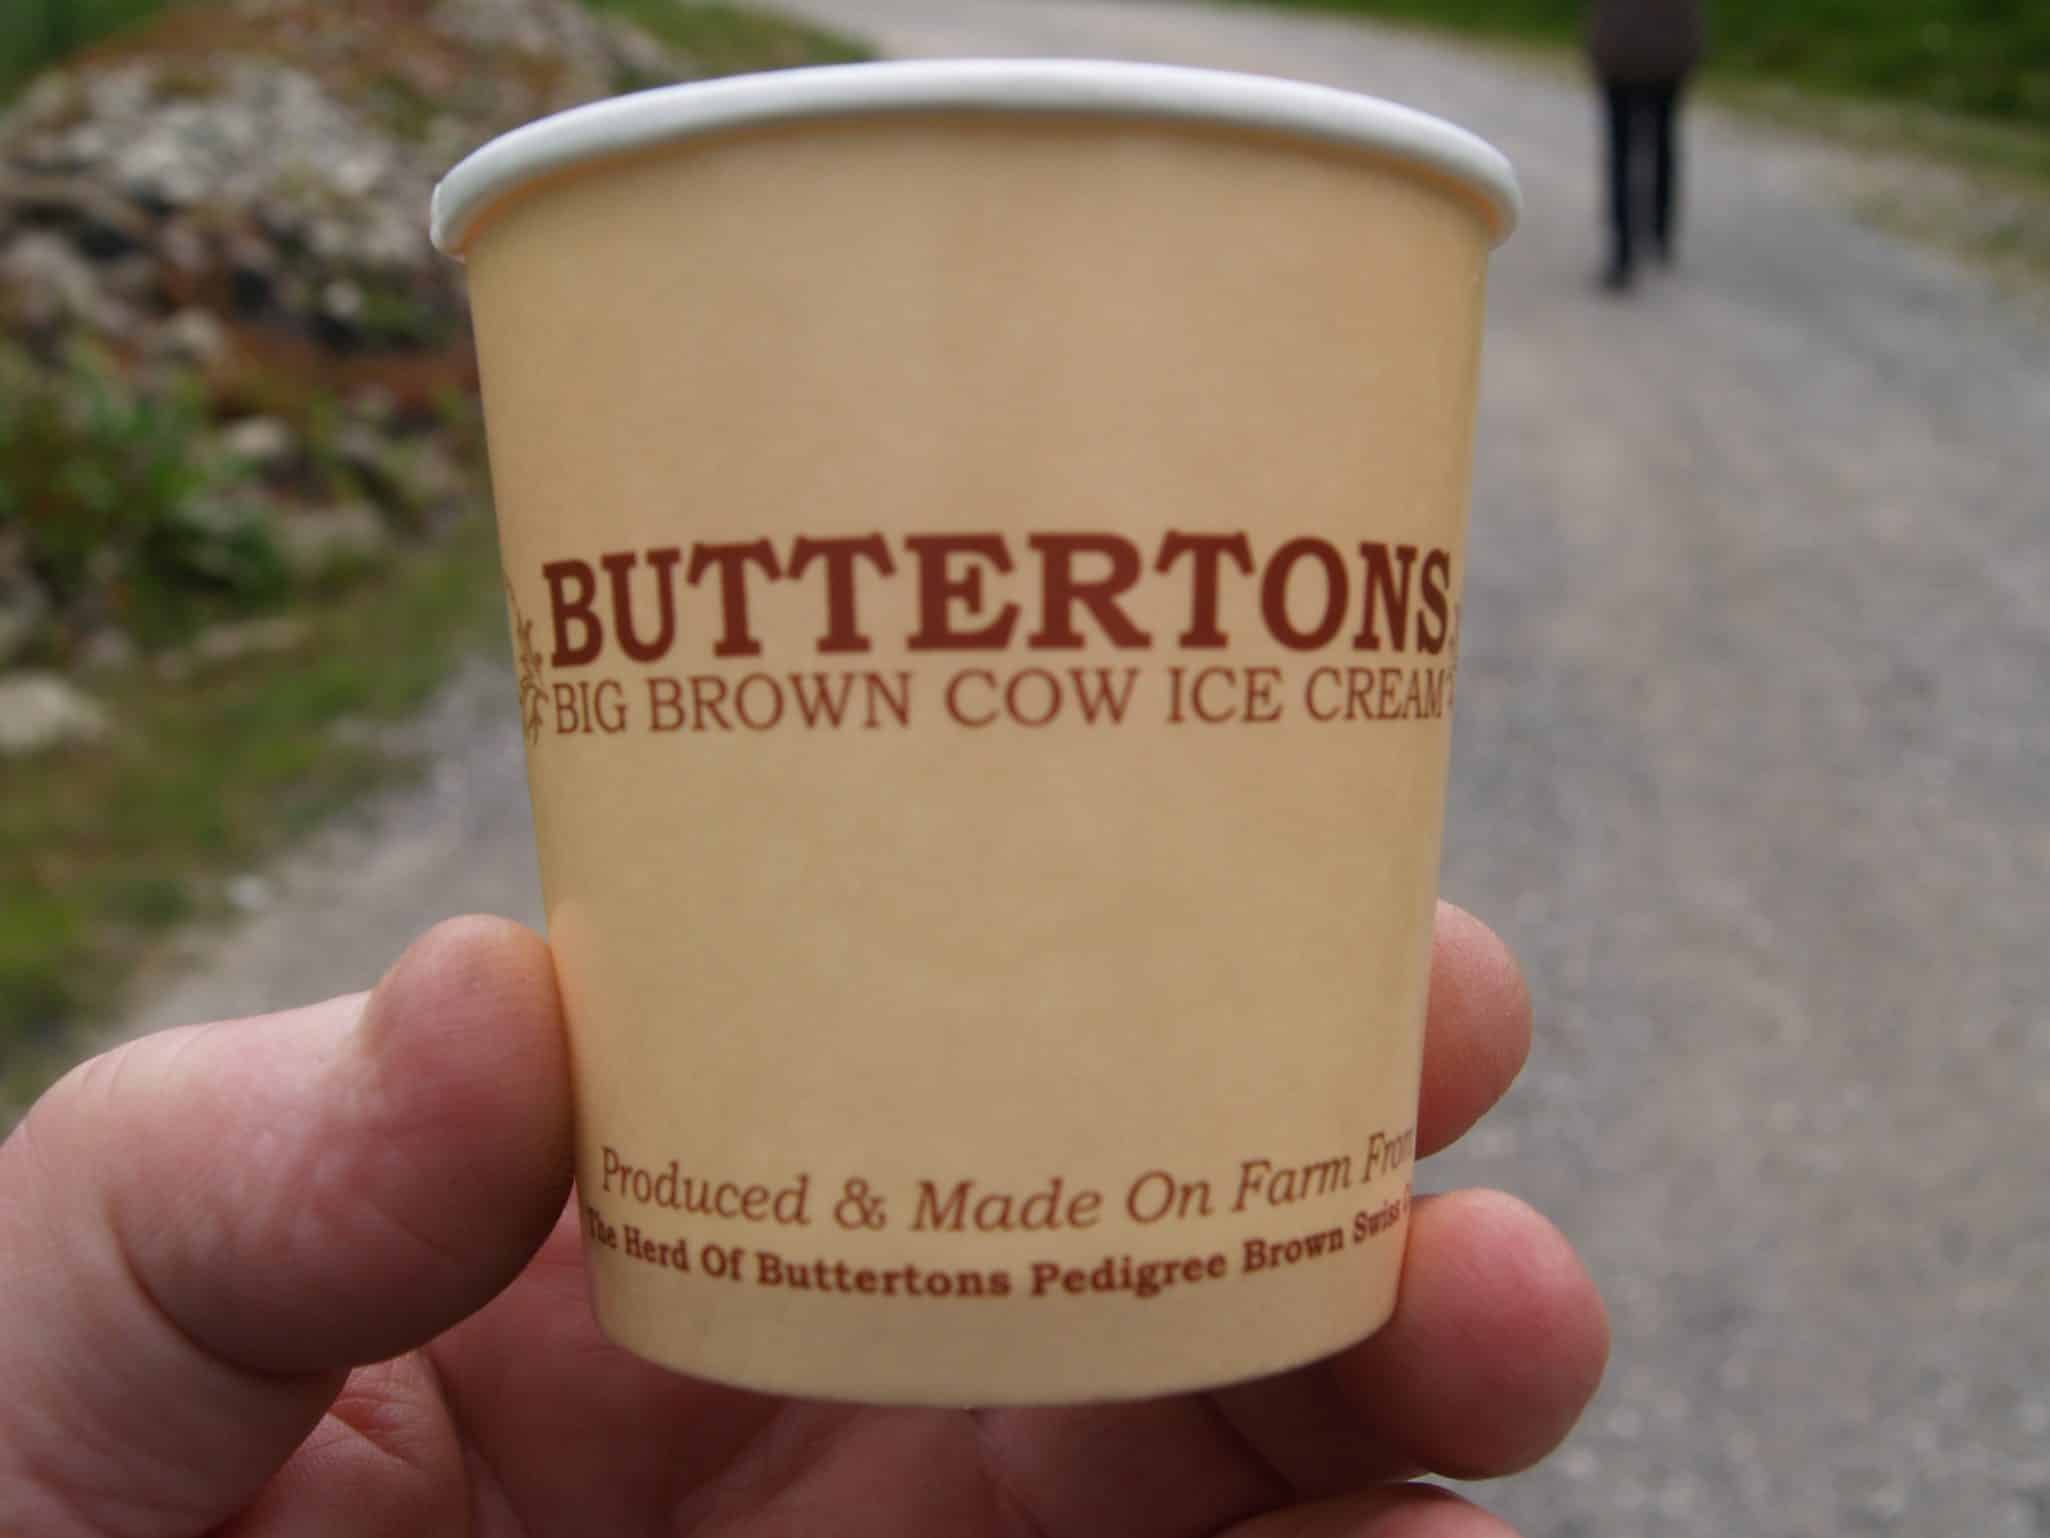 BUTTERTONS
BIG BROWN COW ICE CREAM
Produced & Made On Farm From
The Herd Of Buttertons Pedigree Brown Swiss